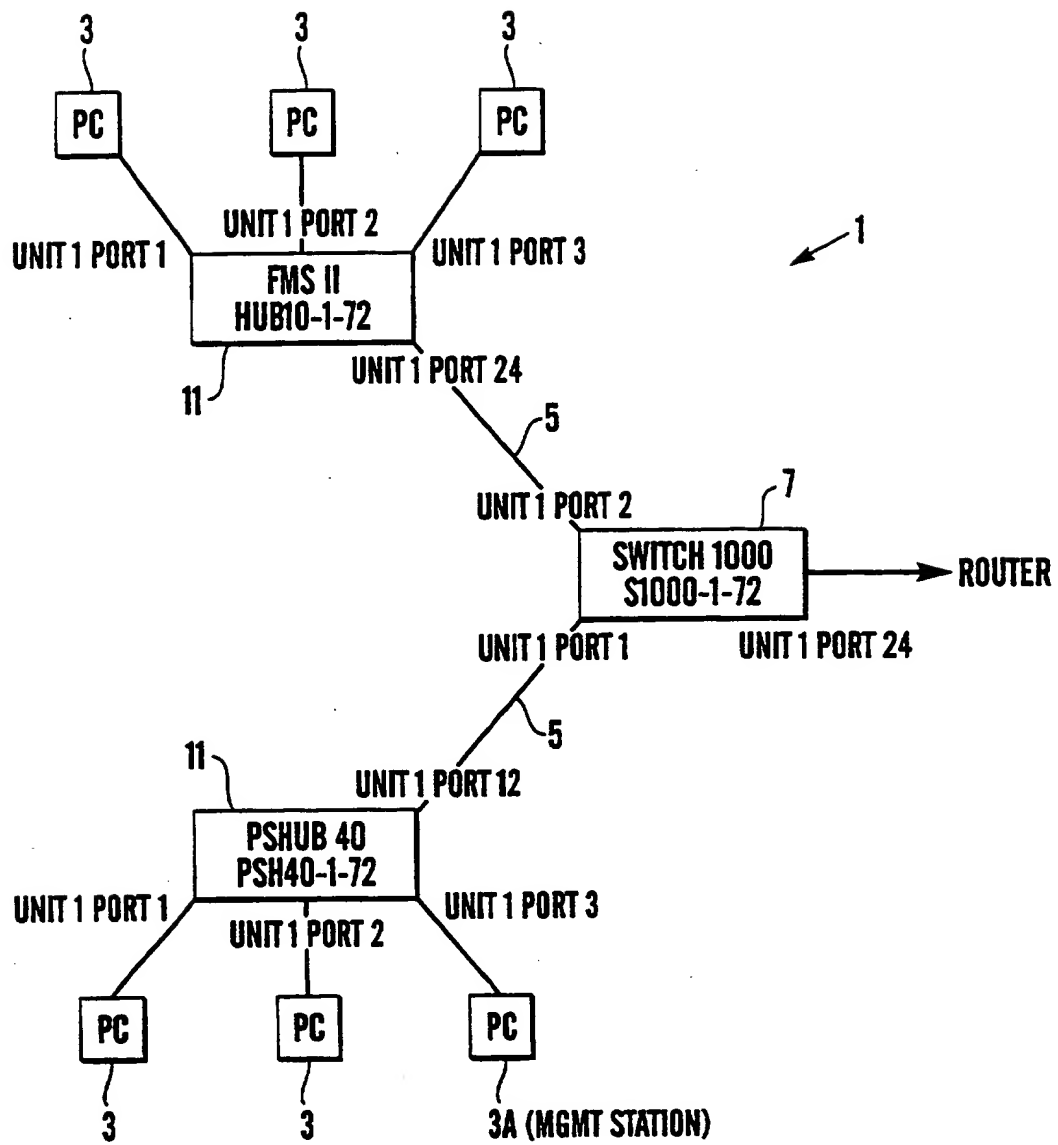 3 3 3
PC PC PC
UNIT 1 PORT 2
UNIT 1 PORT 1
UNIT 1 PORT 3
1
FMS II
HUB10-1-72
UNIT 1 PORT 24
11
5
7
UNIT 1 PORT 2
SWITCH 1000
S1000-1-72
ROUTER
UNIT 1 PORT 1
UNIT 1 PORT 24
5
11
UNIT 1 PORT 12
PSHUB 40
PSH40-1-72
UNIT 1 PORT 1
UNIT 1 PORT 3
UNIT 1 PORT 2
PC PC PC
3 3 3A (MGMT STATION)